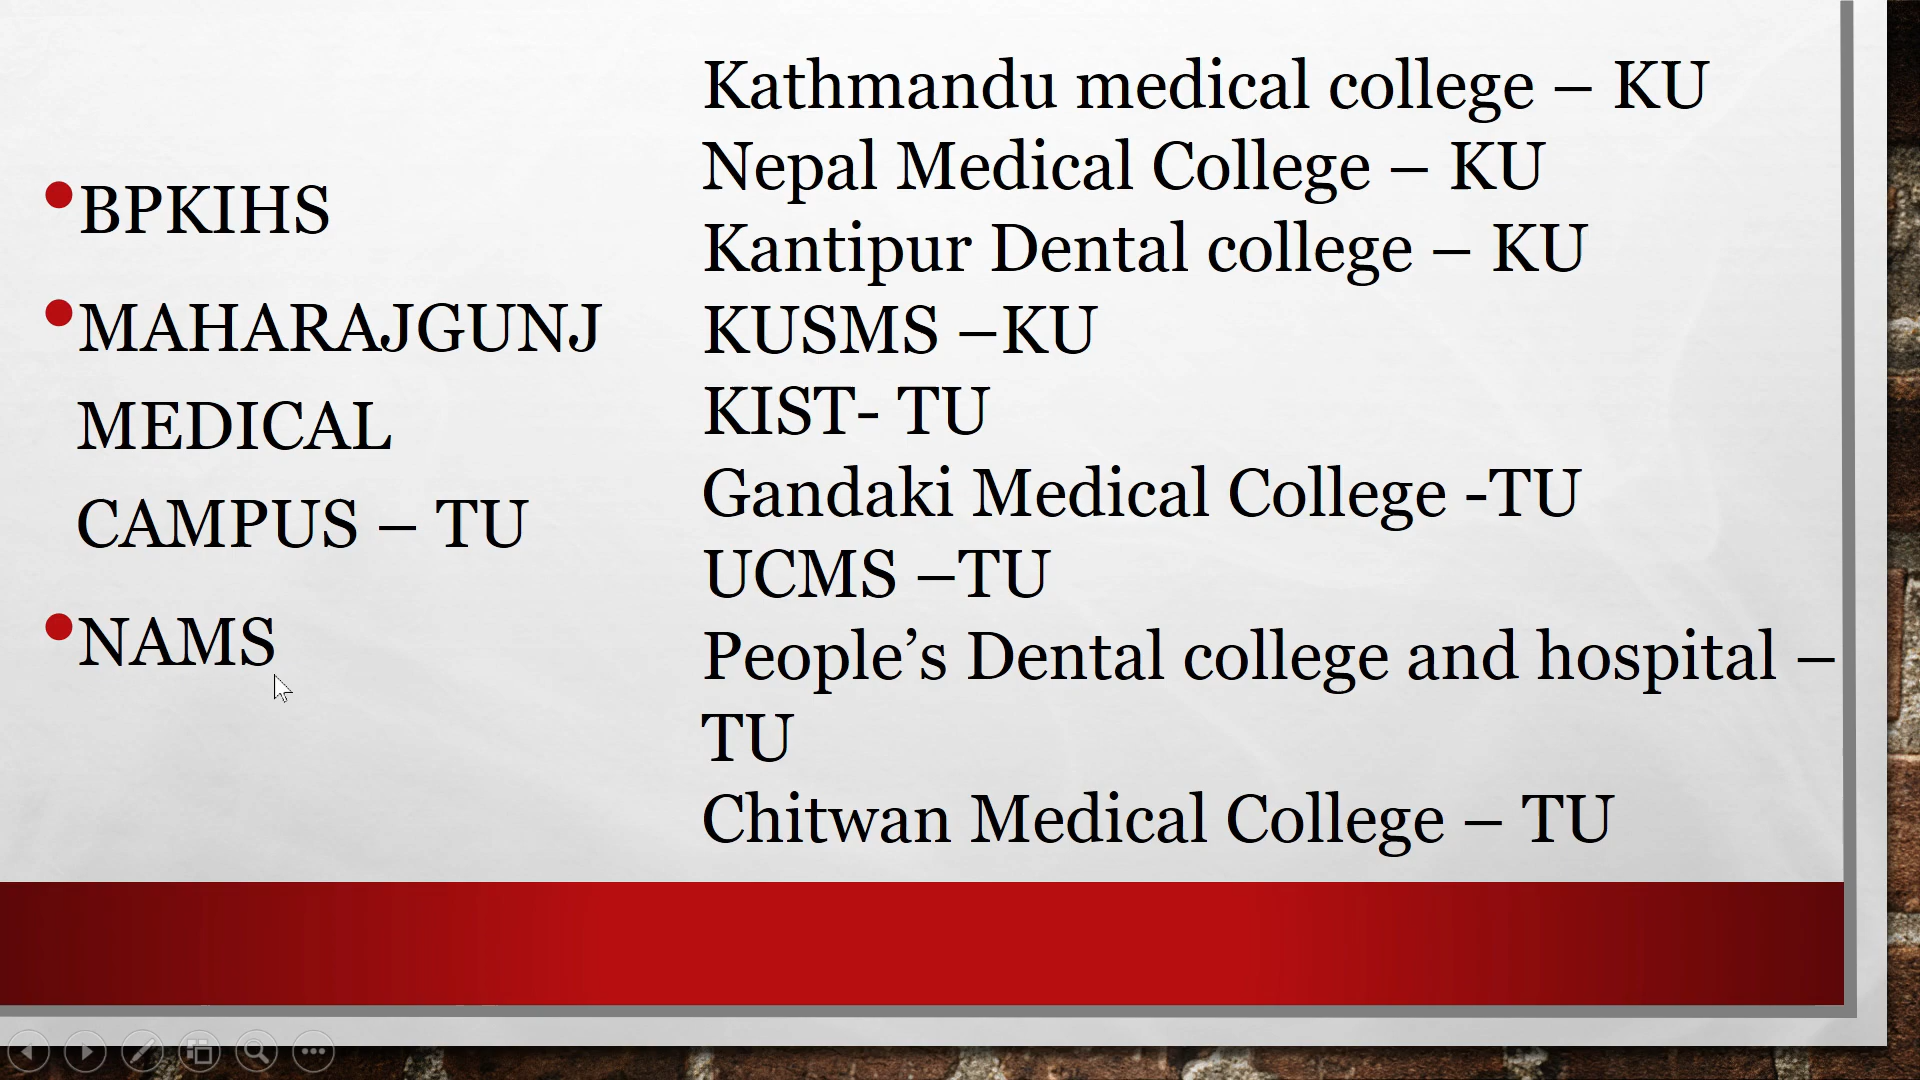 •BPKIHS
•MAHARAJGUNJ
MEDICAL
CAMPUS – TU
•NAMS
Kathmandu medical college – KU
Nepal Medical College – KU
Kantipur Dental college – KU
KUSMS –KU
KIST- TU
Gandaki Medical College -TU
UCMS –TU
People’s Dental college and hospital –
TU
Chitwan Medical College – TU